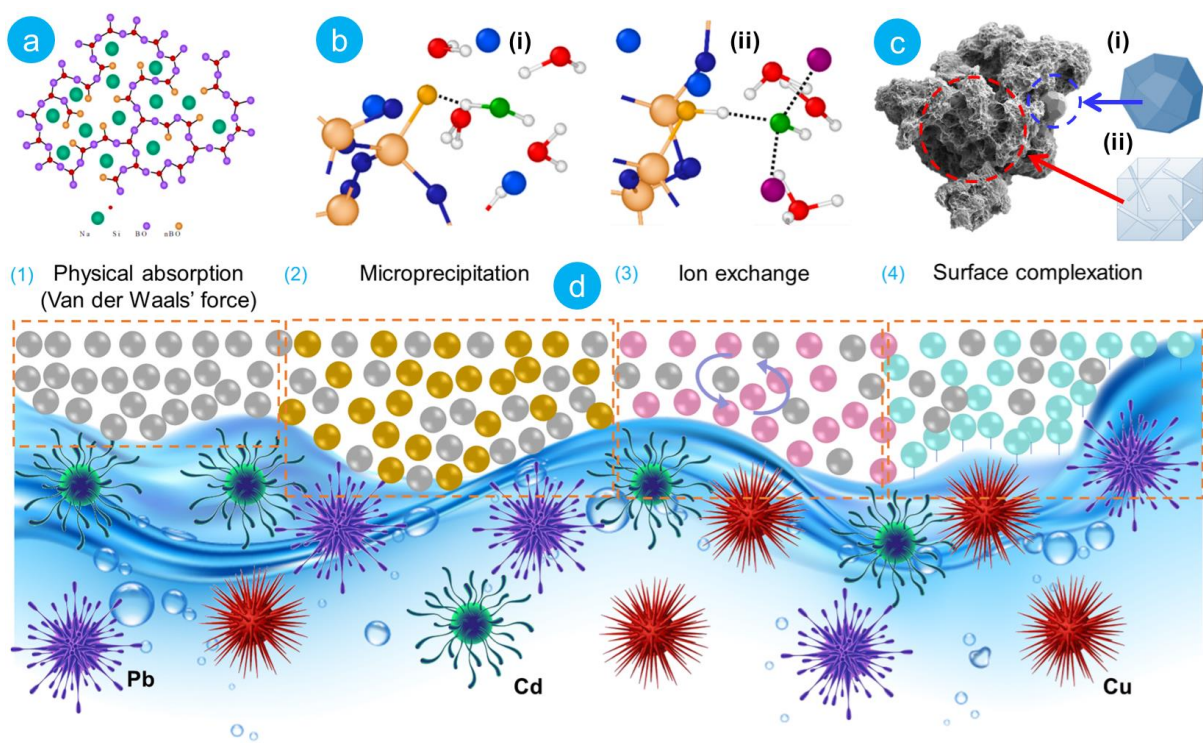 a
b
(i)
(ii)
c
(i)
(ii)
Na Si BO nBO
(1) Physical absorption
(Van der Waals' force)
(2) Microprecipitation
d
(3) Ion exchange
(4) Surface complexation
Pb
Cd
Cu